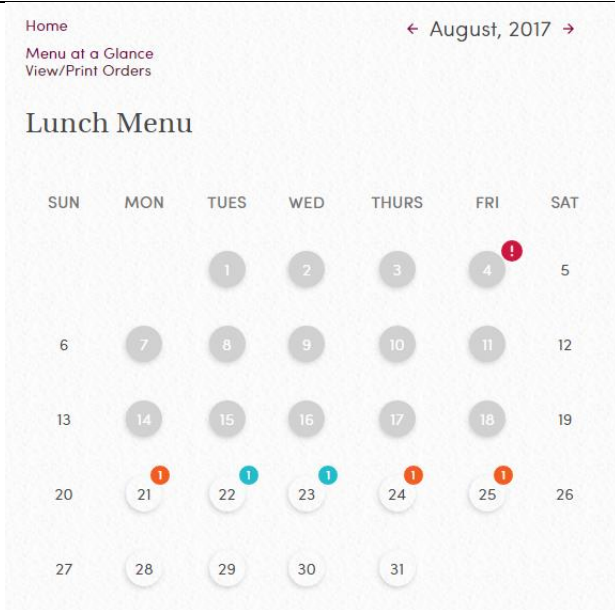 Home
← August, 2017 →
Menu at a Glance
View/Print Orders
Lunch Menu
SUN MON TUES WED THURS FRI SAT
1 2 3 4 ! 5
6 7 8 9 10 11 12
13 14 15 16 17 18 19
20 21 1 22 1 23 1 24 1 25 1 26
27 28 29 30 31